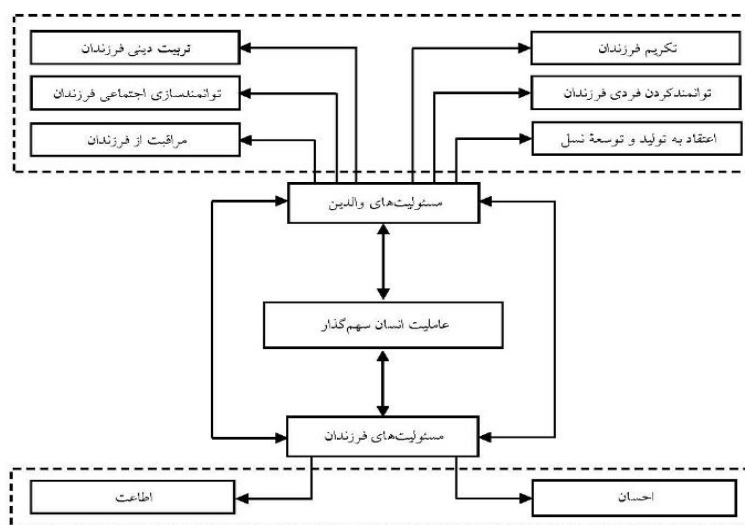 تکریم فرزندان
تربیت دینی فرزندان
توانمندکردن فردی فرزندان
توانمندسازی اجتماعی فرزندان
اعتقاد به تولید و توسعۀ نسل
مراقبت از فرزندان
مسئولیت‌های والدین
عاملیت انسان سهم‌گذار
مسئولیت‌های فرزندان
احسان
اطاعت